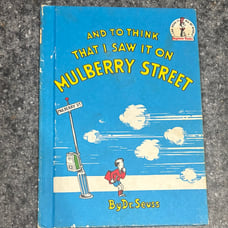 AND TO THINK
THAT I SAW IT ON
MULBERRY STREET
MULBERRY ST.
By Dr. Seuss